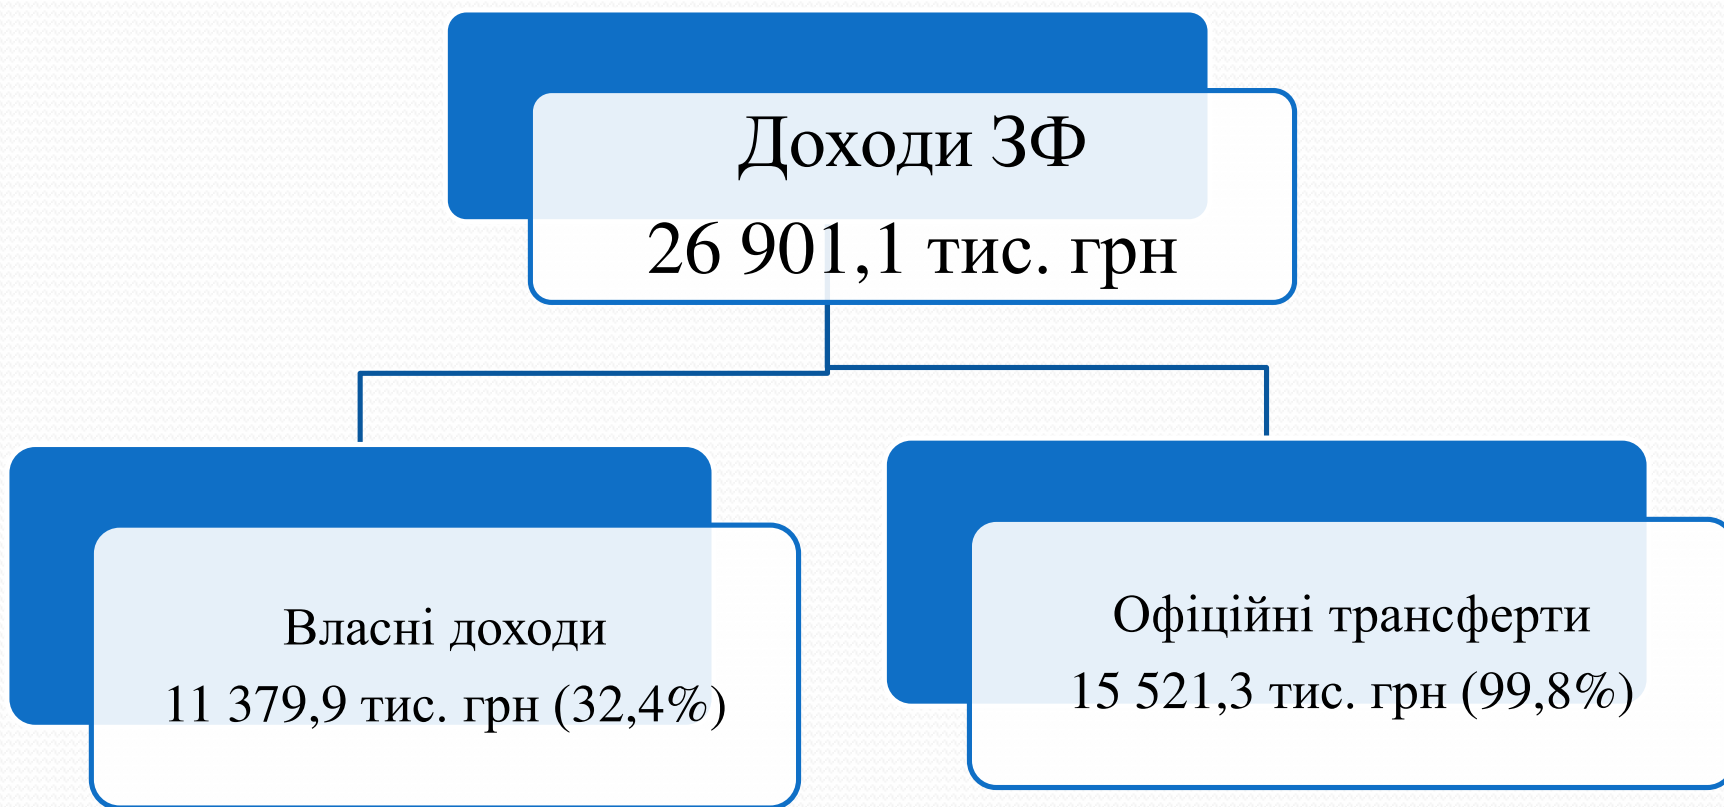 Доходи ЗФ
26 901,1 тис. грн
Власні доходи
11 379,9 тис. грн (32,4%)
Офіційні трансферти
15 521,3 тис. грн (99,8%)